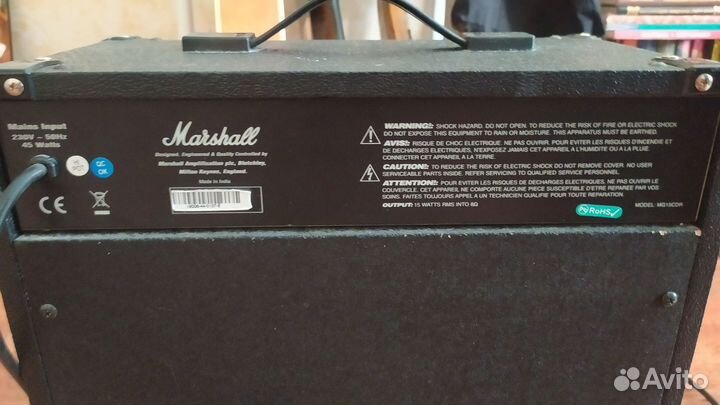 Mains Input
230V ~ 50Hz
45 Watts
HI
POT
QC
OK
CE
Marshall
Designed, Engineered & Quality Controlled by
Marshall Amplification plc, Bletchley,
Milton Keynes, England.
Made in India
WARNING!: SHOCK HAZARD. DO NOT OPEN. TO REDUCE THE RISK OF FIRE OR ELECTRIC SHOCK
DO NOT EXPOSE THIS EQUIPMENT TO RAIN OR MOISTURE. THIS APPARATUS MUST BE EARTHED.
AVIS!: RISQUE DE CHOC ELECTRIQUE. NE PAS OUVRIR. POUR EVITER LES RISQUES D'INCENDIE ET
DE DECHARGES ELECTRIQUES, N'EXPOSEZ JAMAIS CET APPAREIL A L'HUMIDITE OU A LA PLUIE
CONNECTER CET APPAREIL A LA TERRE.
CAUTION!: TO REDUCE THE RISK OF ELECTRIC SHOCK DO NOT REMOVE COVER. NO USER
SERVICEABLE PARTS INSIDE. REFER SERVICING TO QUALIFIED SERVICE PERSONNEL.
ATTENTION!: POUR EVITER LES RISQUES DE DECHARGES ELECTRIQUES, NE PAS OUVRIR LE
COUVERCLE. CET APPAREIL, NE COMPORTE AUCUNE PIECE SUSCEPTIBLE D'ETRE REPAREE PAR VOS
SOINS. FAITES TOUJOURS APPEL A UN TECHNICIEN QUALIFIE POUR TOUTE REPARATION.
OUTPUT: 15 WATTS RMS INTO 8Ω
RoHS
MODEL:- MG15CDR
Avito